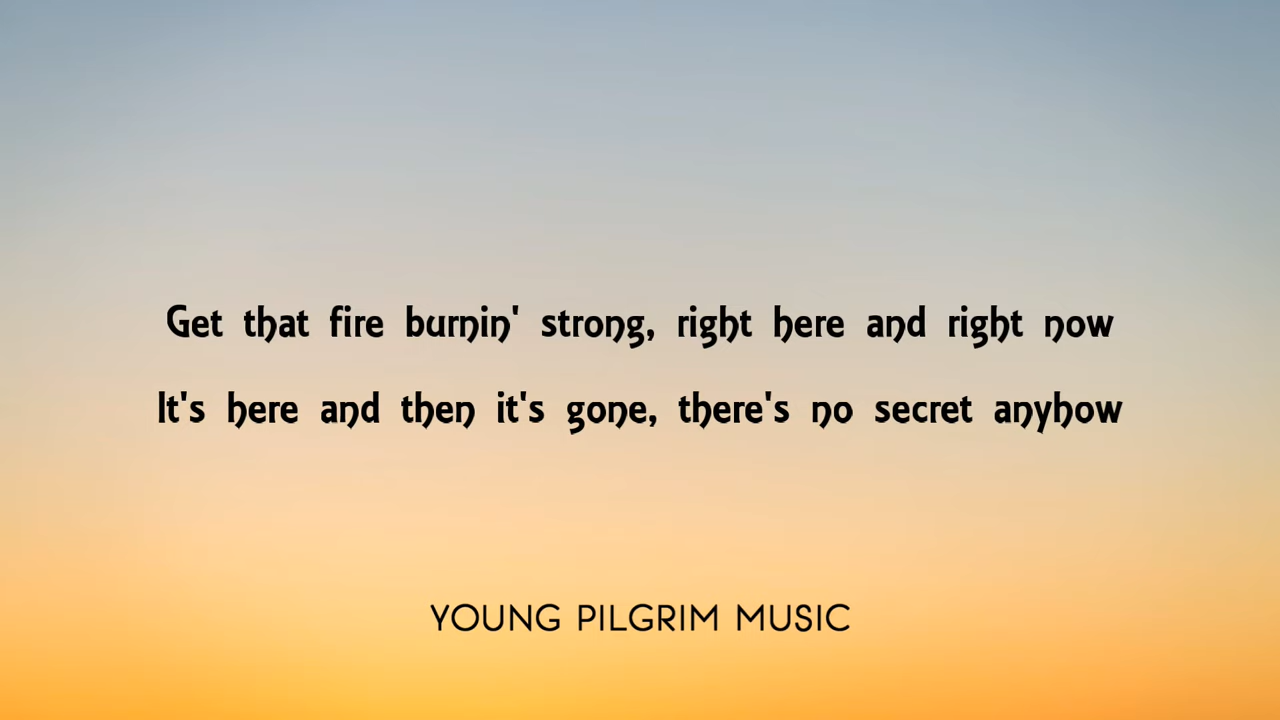 Get that fire burnin' strong, right here and right now
It's here and then it's gone, there's no secret anyhow
YOUNG PILGRIM MUSIC